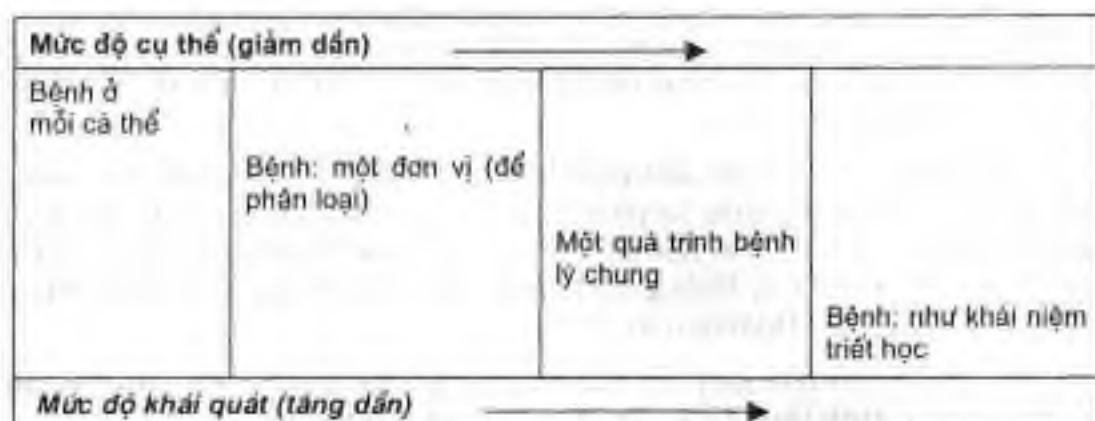 Mức độ cụ thể (giảm dần)
Bệnh ở
mỗi cá thể
Bệnh: một đơn vị (để
phân loại)
Một quá trình bệnh
lý chung
Bệnh: như khái niệm
triết học
Mức độ khái quát (tăng dần)